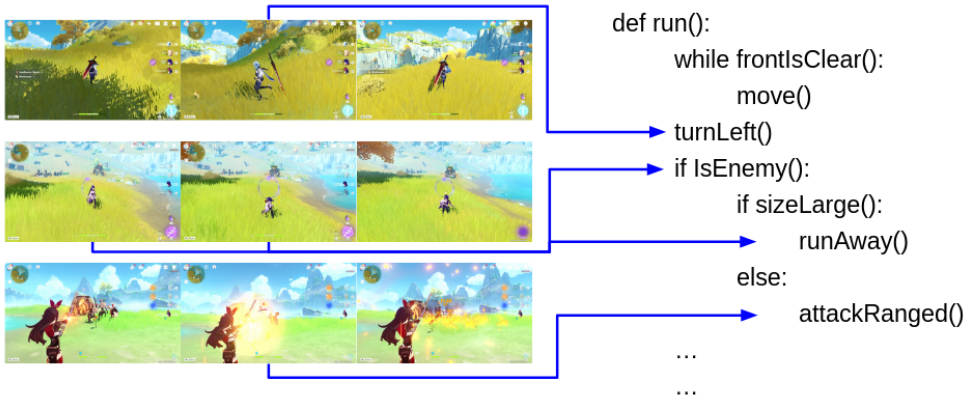 def run():
while frontIsClear():
move()
turnLeft()
if IsEnemy():
if sizeLarge():
runAway()
else:
attackRanged()
...
...